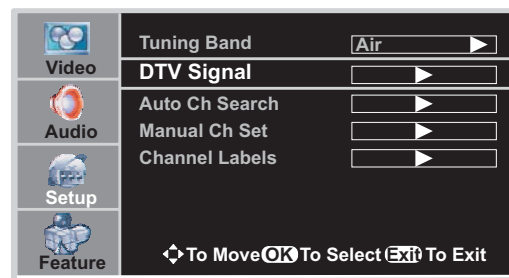 Video
Audio
Setup
Feature
Tuning Band Air
DTV Signal
Auto Ch Search
Manual Ch Set
Channel Labels
To Move OK To Select Exit To Exit